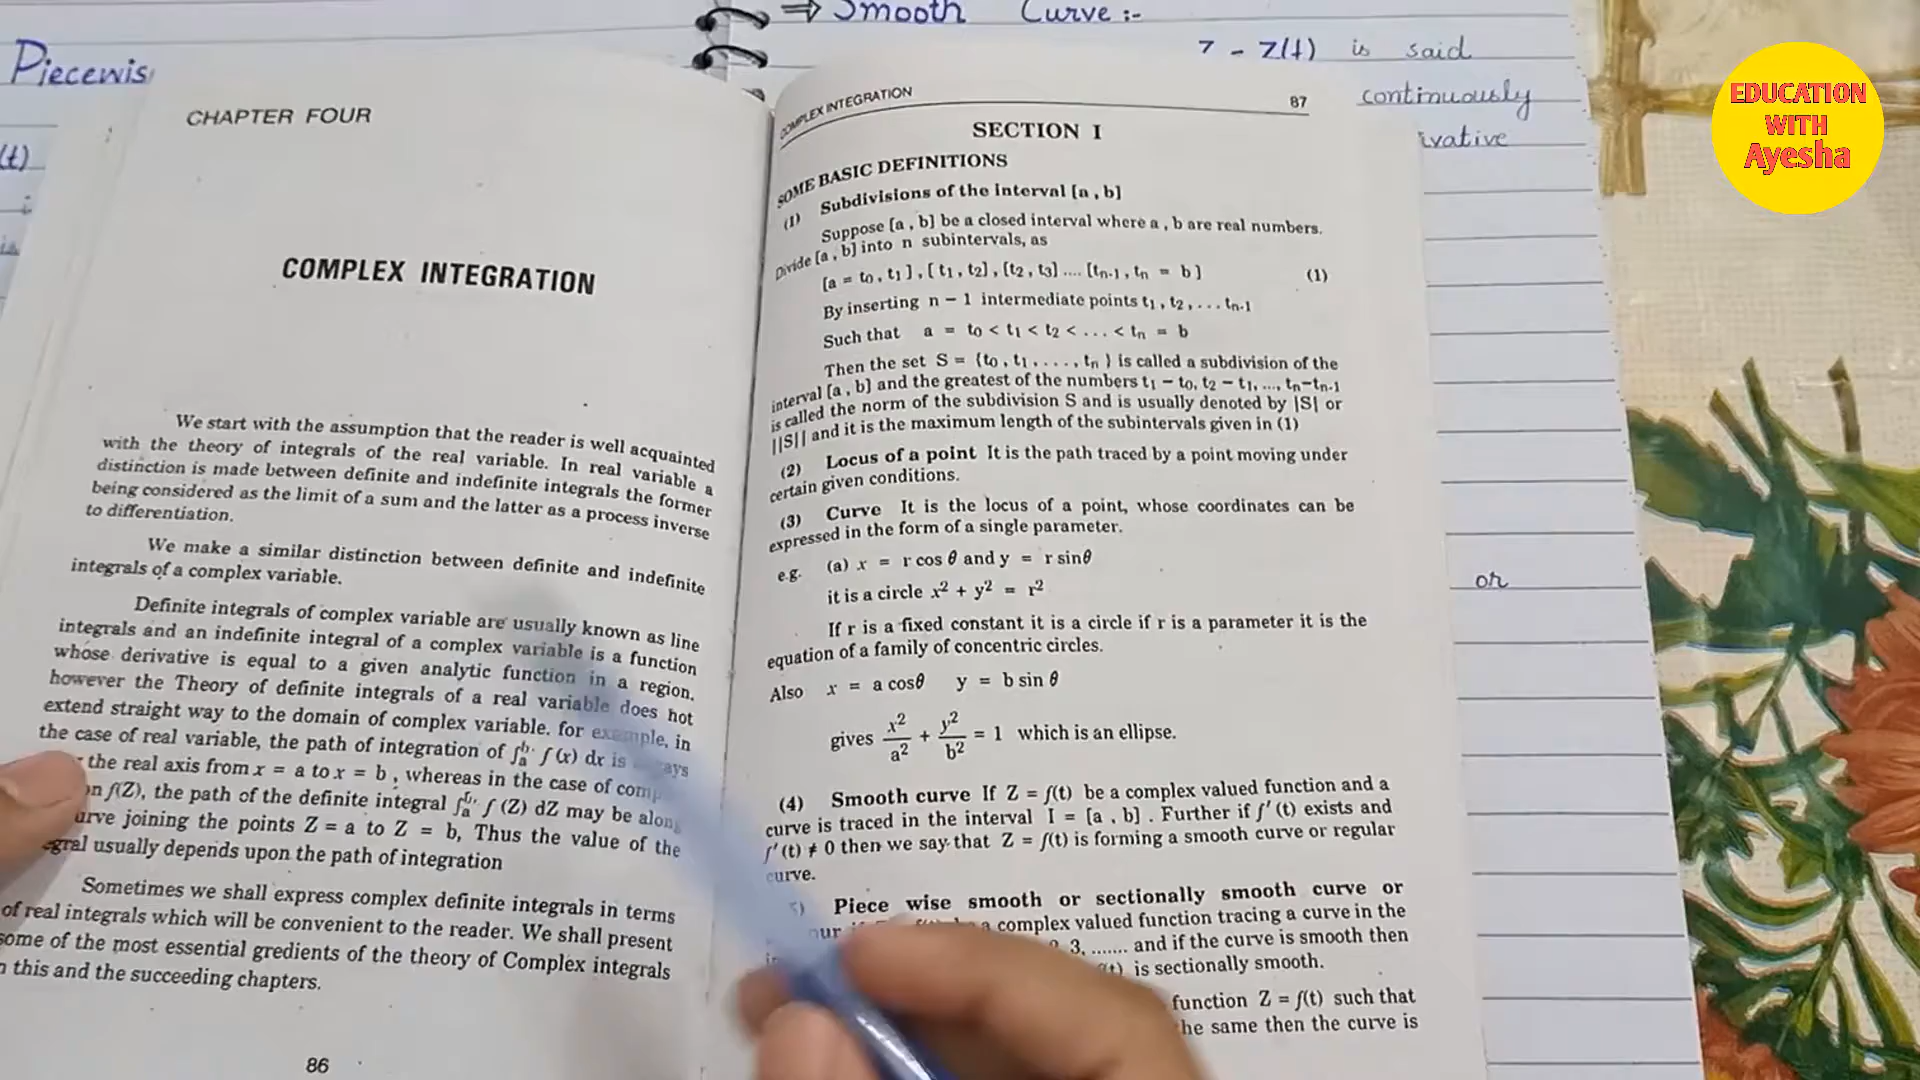 ⇒ Smooth Curve :-
z - z(t) is said
continuously
ivative
or
Piecewis
(t)
EDUCATION
WITH
Ayesha
CHAPTER FOUR
COMPLEX INTEGRATION
We start with the assumption that the reader is well acquainted
with the theory of integrals of the real variable. In real variable a
distinction is made between definite and indefinite integrals the former
being considered as the limit of a sum and the latter as a process inverse
to differentiation.
We make a similar distinction between definite and indefinite
integrals of a complex variable.
Definite integrals of complex variable are usually known as line
integrals and an indefinite integral of a complex variable is a function
whose derivative is equal to a given analytic function in a region.
however the Theory of definite integrals of a real variable does hot
extend straight way to the domain of complex variable. for example, in
the case of real variable, the path of integration of ∫ₐᵇ f (x) dx is
the real axis from x = a to x = b , whereas in the case of comp
on f(Z), the path of the definite integral ∫ₐᵇ f (Z) dZ may be along
urve joining the points Z = a to Z = b, Thus the value of the
egral usually depends upon the path of integration
Sometimes we shall express complex definite integrals in terms
of real integrals which will be convenient to the reader. We shall present
some of the most essential gredients of the theory of Complex integrals
n this and the succeeding chapters.
86
COMPLEX INTEGRATION 87
SECTION I
SOME BASIC DEFINITIONS
(1) Subdivisions of the interval [a , b]
Suppose [a , b] be a closed interval where a , b are real numbers.
Divide [a , b] into n subintervals, as
[a = t₀ , t₁ ] , [ t₁ , t₂] , [t₂ , t₃] .... [tₙ₋₁ , tₙ = b ] (1)
By inserting n − 1 intermediate points t₁ , t₂ , . . . tₙ₋₁
Such that a = t₀ < t₁ < t₂ < . . . < tₙ = b
Then the set S = {t₀ , t₁ , . . . . , tₙ } is called a subdivision of the
interval [a , b] and the greatest of the numbers t₁ − t₀, t₂ − t₁, ..., tₙ−tₙ₋₁
is called the norm of the subdivision S and is usually denoted by |S| or
||S|| and it is the maximum length of the subintervals given in (1)
(2) Locus of a point It is the path traced by a point moving under
certain given conditions.
(3) Curve It is the locus of a point, whose coordinates can be
expressed in the form of a single parameter.
e.g. (a) x = r cos θ and y = r sinθ
it is a circle x² + y² = r²
If r is a fixed constant it is a circle if r is a parameter it is the
equation of a family of concentric circles.
Also x = a cosθ y = b sin θ
gives x²/a² + y²/b² = 1 which is an ellipse.
(4) Smooth curve If Z = f(t) be a complex valued function and a
curve is traced in the interval I = [a , b] . Further if f′ (t) exists and
f′ (t) ≠ 0 then we say that Z = f(t) is forming a smooth curve or regular
curve.
Piece wise smooth or sectionally smooth curve or
a complex valued function tracing a curve in the
3, ....... and if the curve is smooth then
is sectionally smooth.
function Z = f(t) such that
he same then the curve is